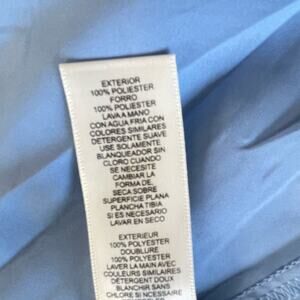 EXTERIOR
100% POLIESTER
FORRO
100% POLIESTER
LAVA A MANO
CON AGUA FRIA CON
COLORES SIMILARES
DETERGENTE SUAVE
USE SOLAMENTE
BLANQUEADOR SIN
CLORO CUANDO
SE NECESITE
CAMBIAR LA
FORMA DE.
SECA SOBRE
SUPERFICIE PLANA
PLANCHA TIBIA
SI ES NECESARIO
LAVAR EN SECO
EXTERIEUR
100% POLYESTER
DOUBLURE
100% POLYESTER
LAVER LA MAIN AVEC
COULEURS SIMILAIRES
DÉTERGENT DOUX
BLANCHIR SANS
CHLORE SI NECESSAIRE